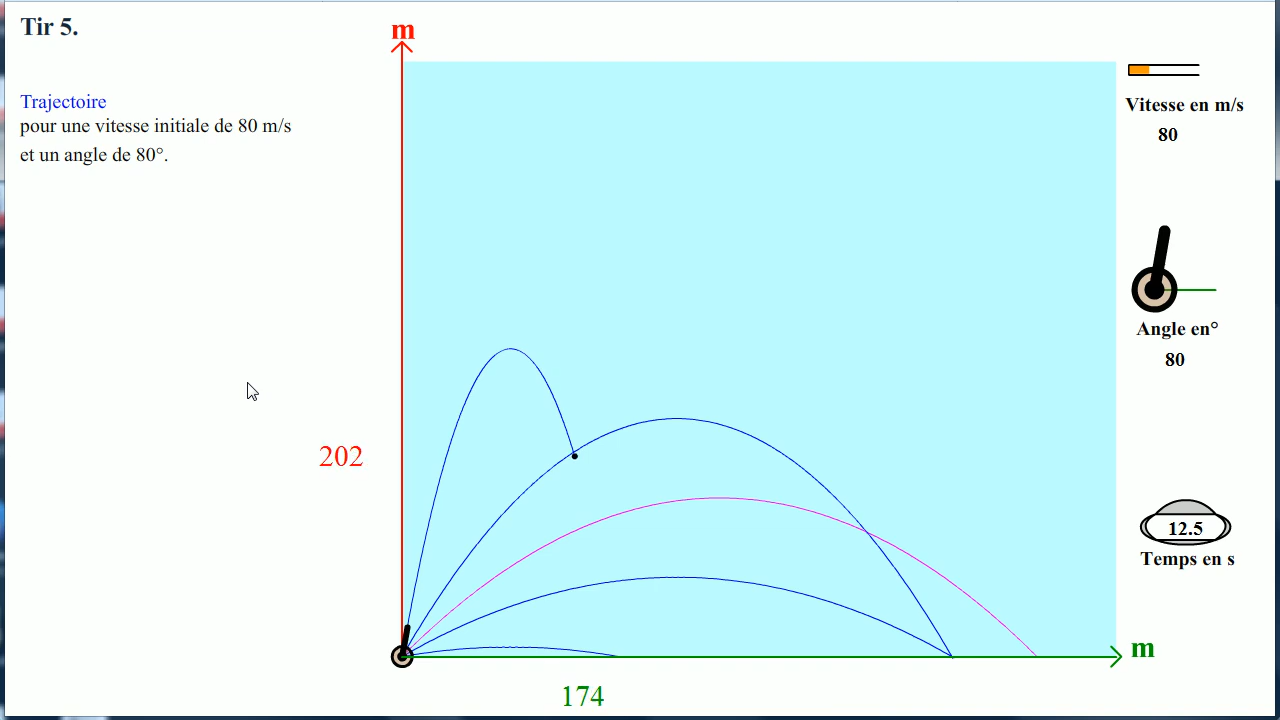 Tir 5.
m
Trajectoire
pour une vitesse initiale de 80 m/s
et un angle de 80°.
Vitesse en m/s
80
Angle en°
80
202
12.5
Temps en s
m
174